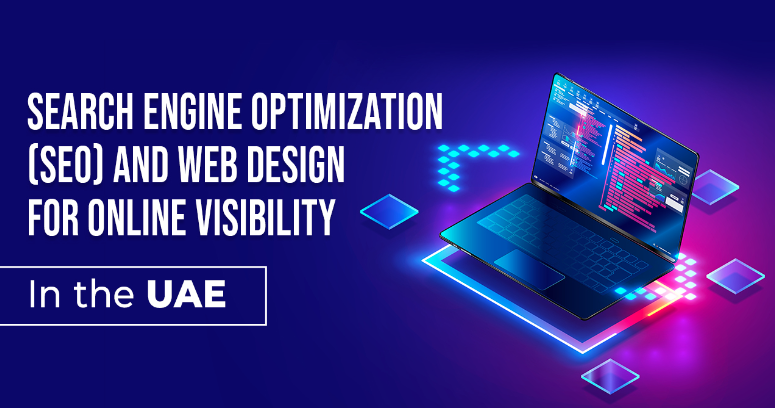 SEARCH ENGINE OPTIMIZATION
(SEO) AND WEB DESIGN
FOR ONLINE VISIBILITY
In the UAE